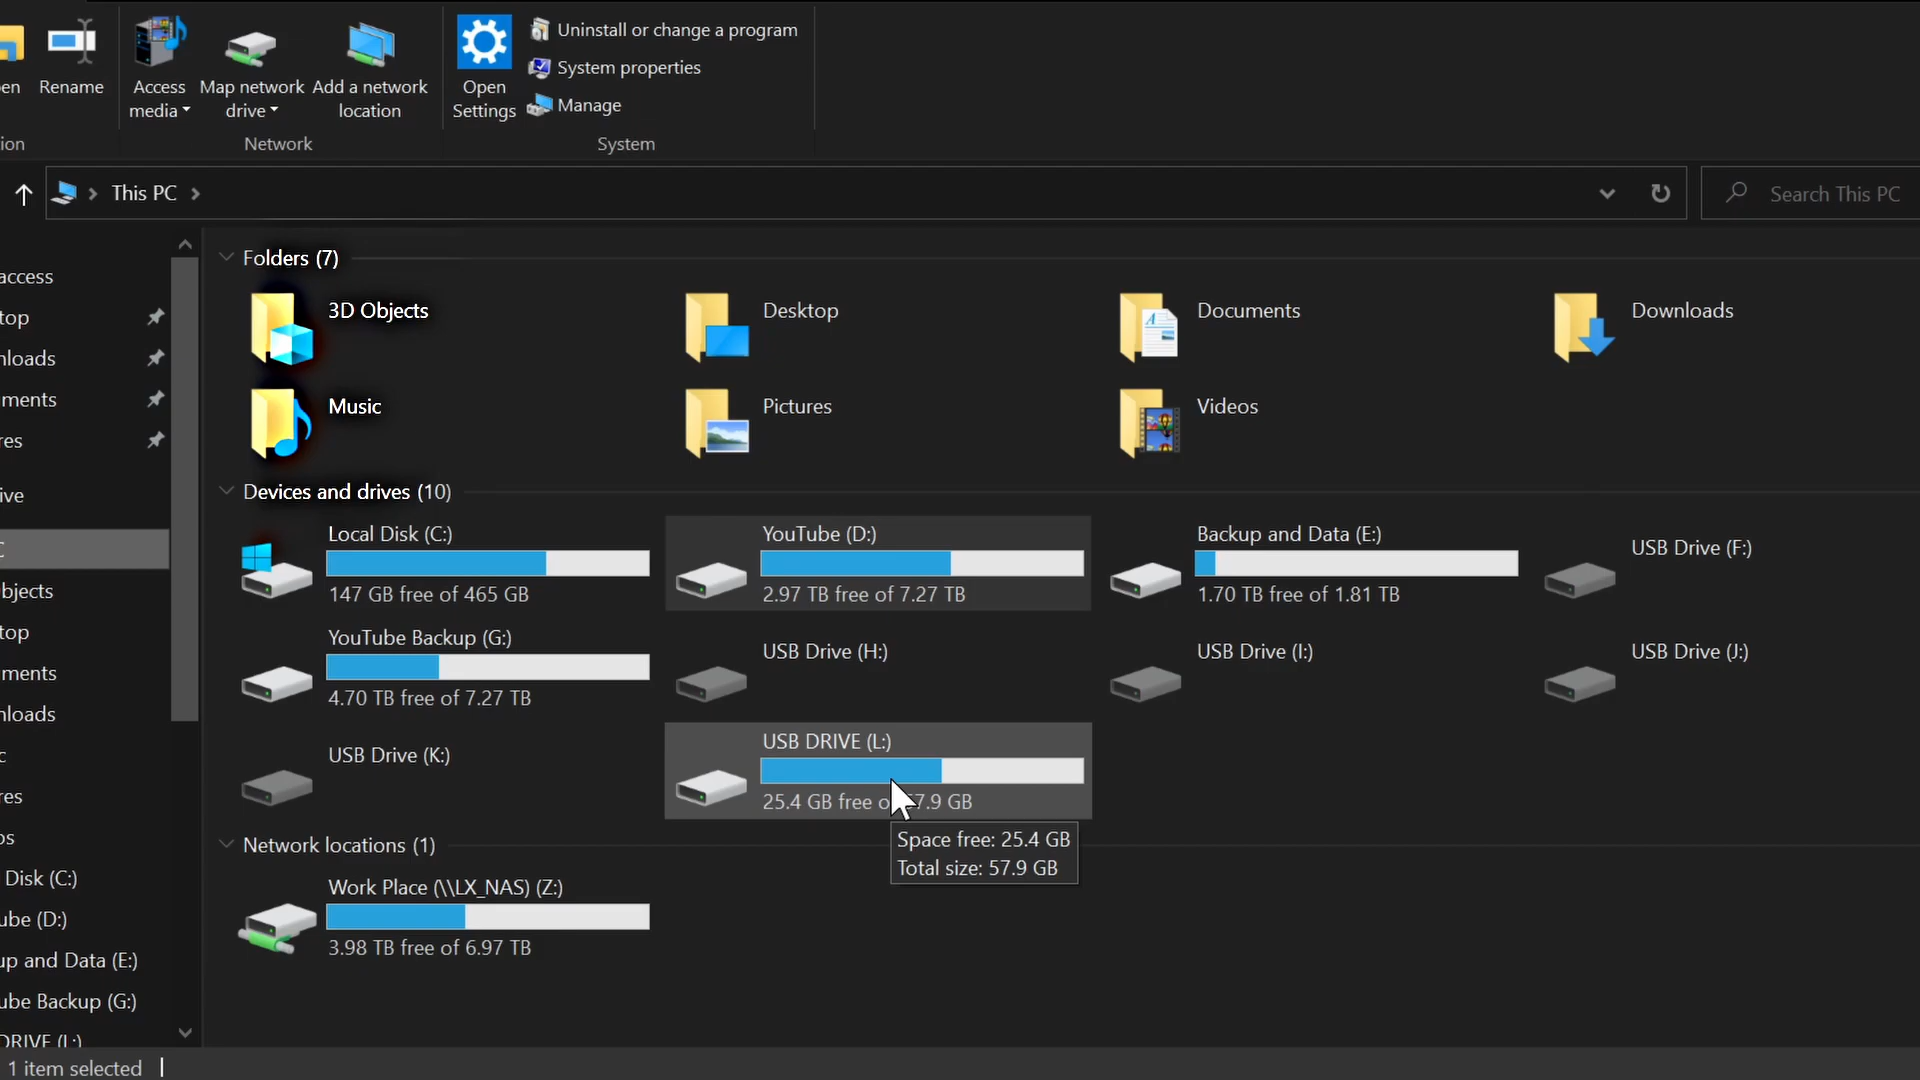 en
Rename
Access
media
Map network
drive
Add a network
location
Open
Settings
Uninstall or change a program
System properties
Manage
ion
Network
System
This PC
Search This PC
access
top
nloads
ments
res
ive
C
bjects
top
ments
nloads
c
res
os
Disk (C:)
ube (D:)
up and Data (E:)
ube Backup (G:)
DRIVE (L:)
Folders (7)
3D Objects
Desktop
Documents
Downloads
Music
Pictures
Videos
Devices and drives (10)
Local Disk (C:)
147 GB free of 465 GB
YouTube (D:)
2.97 TB free of 7.27 TB
Backup and Data (E:)
1.70 TB free of 1.81 TB
USB Drive (F:)
YouTube Backup (G:)
4.70 TB free of 7.27 TB
USB Drive (H:)
USB Drive (I:)
USB Drive (J:)
USB Drive (K:)
USB DRIVE (L:)
25.4 GB free o 7.9 GB
Space free: 25.4 GB
Total size: 57.9 GB
Network locations (1)
Work Place (\\LX_NAS) (Z:)
3.98 TB free of 6.97 TB
1 item selected